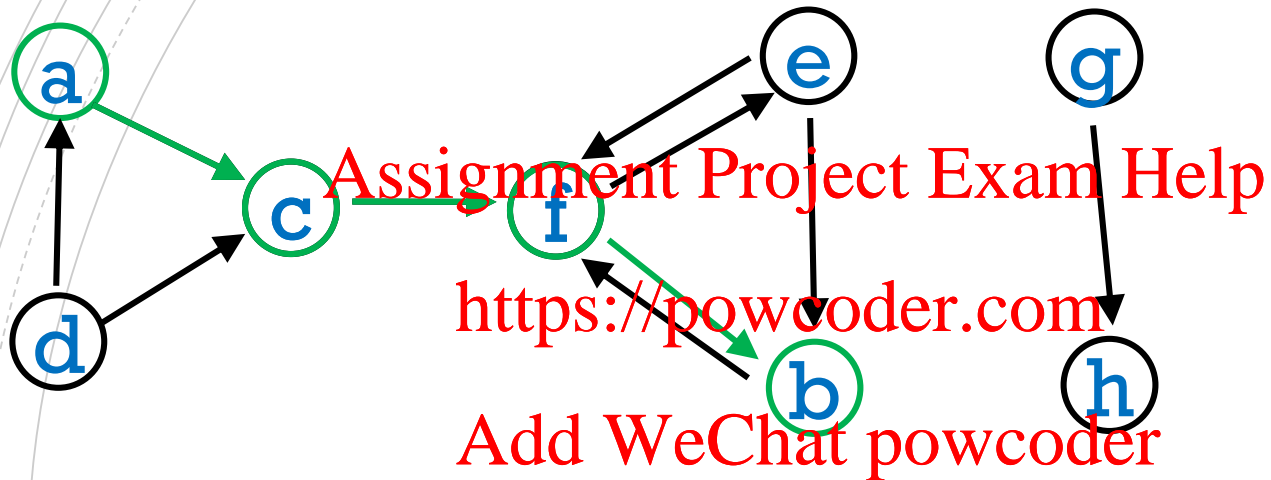 a
e
g
Assignment Project Exam Help
c
f
https://powcoder.com
d
b
h
Add WeChat powcoder